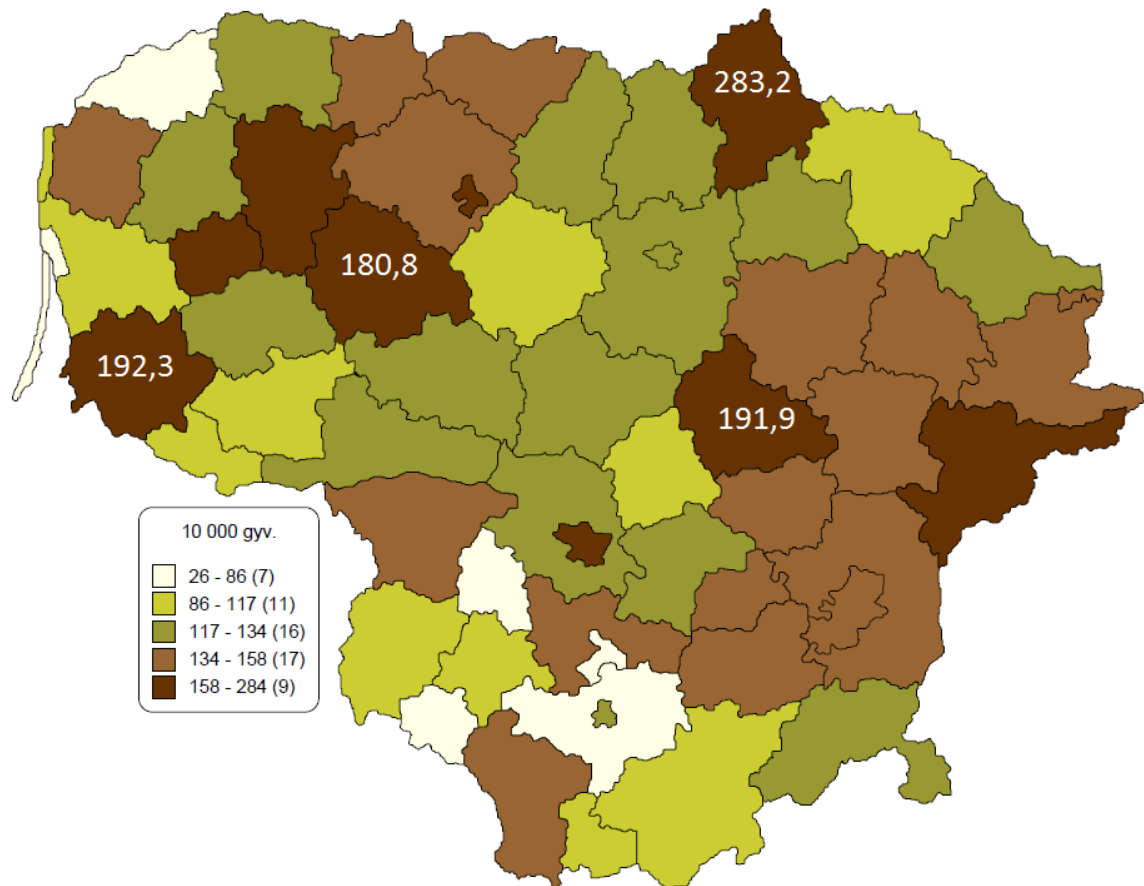 283,2
180,8
192,3
191,9
10 000 gyv.
26 - 86 (7)
86 - 117 (11)
117 - 134 (16)
134 - 158 (17)
158 - 284 (9)